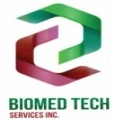 BIOMED TECH
SERVICES INC.